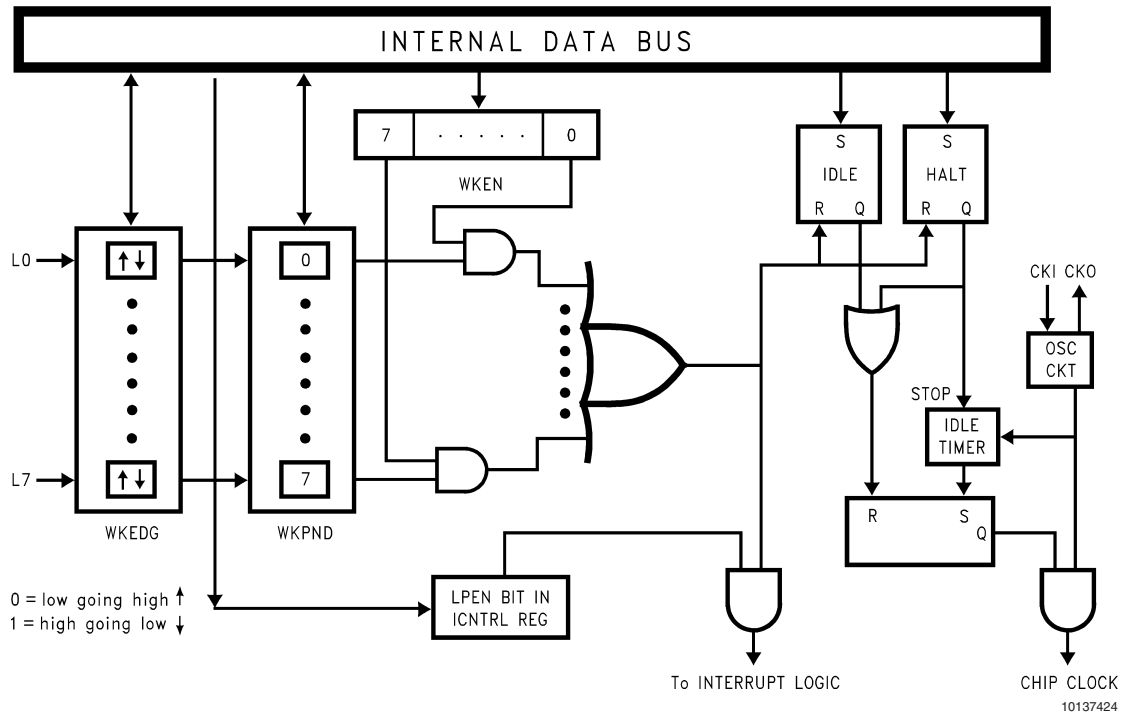 INTERNAL DATA BUS
7 . . . . . 0
WKEN
S
IDLE
R Q
S
HALT
R Q
L0
↑↓
0
CKI CKO
OSC
CKT
STOP
IDLE
TIMER
L7
↑↓
7
WKEDG
WKPND
R S
Q
0 = low going high ↑
1 = high going low ↓
LPEN BIT IN
ICNTRL REG
To INTERRUPT LOGIC
CHIP CLOCK
10137424